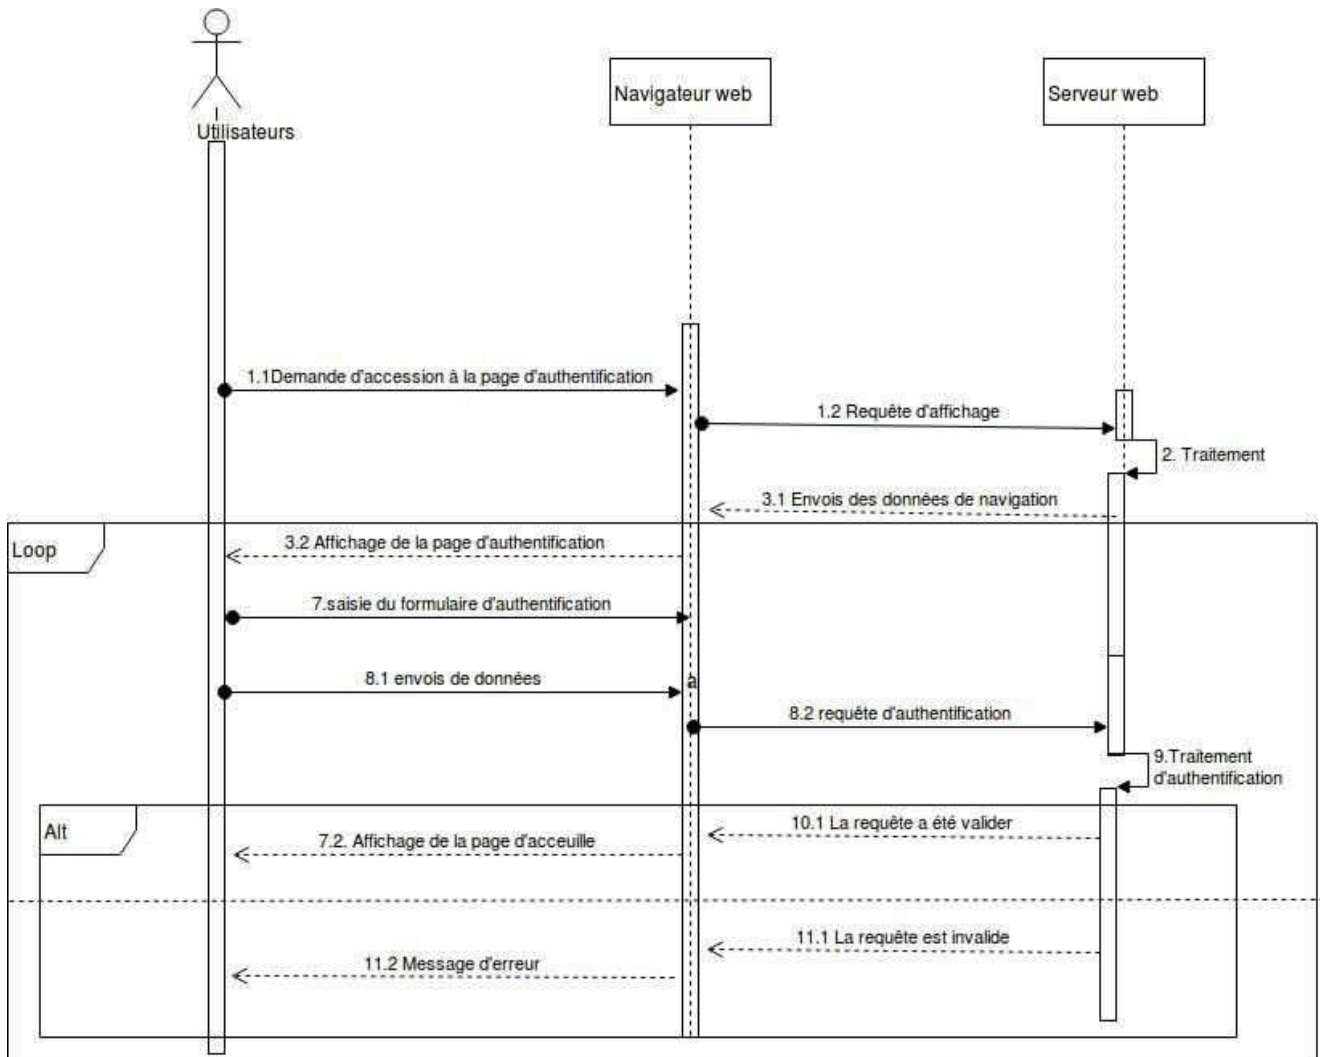 Utilisateurs
Navigateur web
Serveur web
1.1Demande d'accession à la page d'authentification
1.2 Requête d'affichage
2. Traitement
3.1 Envois des données de navigation
Loop
3.2 Affichage de la page d'authentification
7.saisie du formulaire d'authentification
8.1 envois de données
a
8.2 requête d'authentification
9.Traitement
d'authentification
Alt
10.1 La requête a été valider
7.2. Affichage de la page d'acceuille
11.1 La requête est invalide
11.2 Message d'erreur